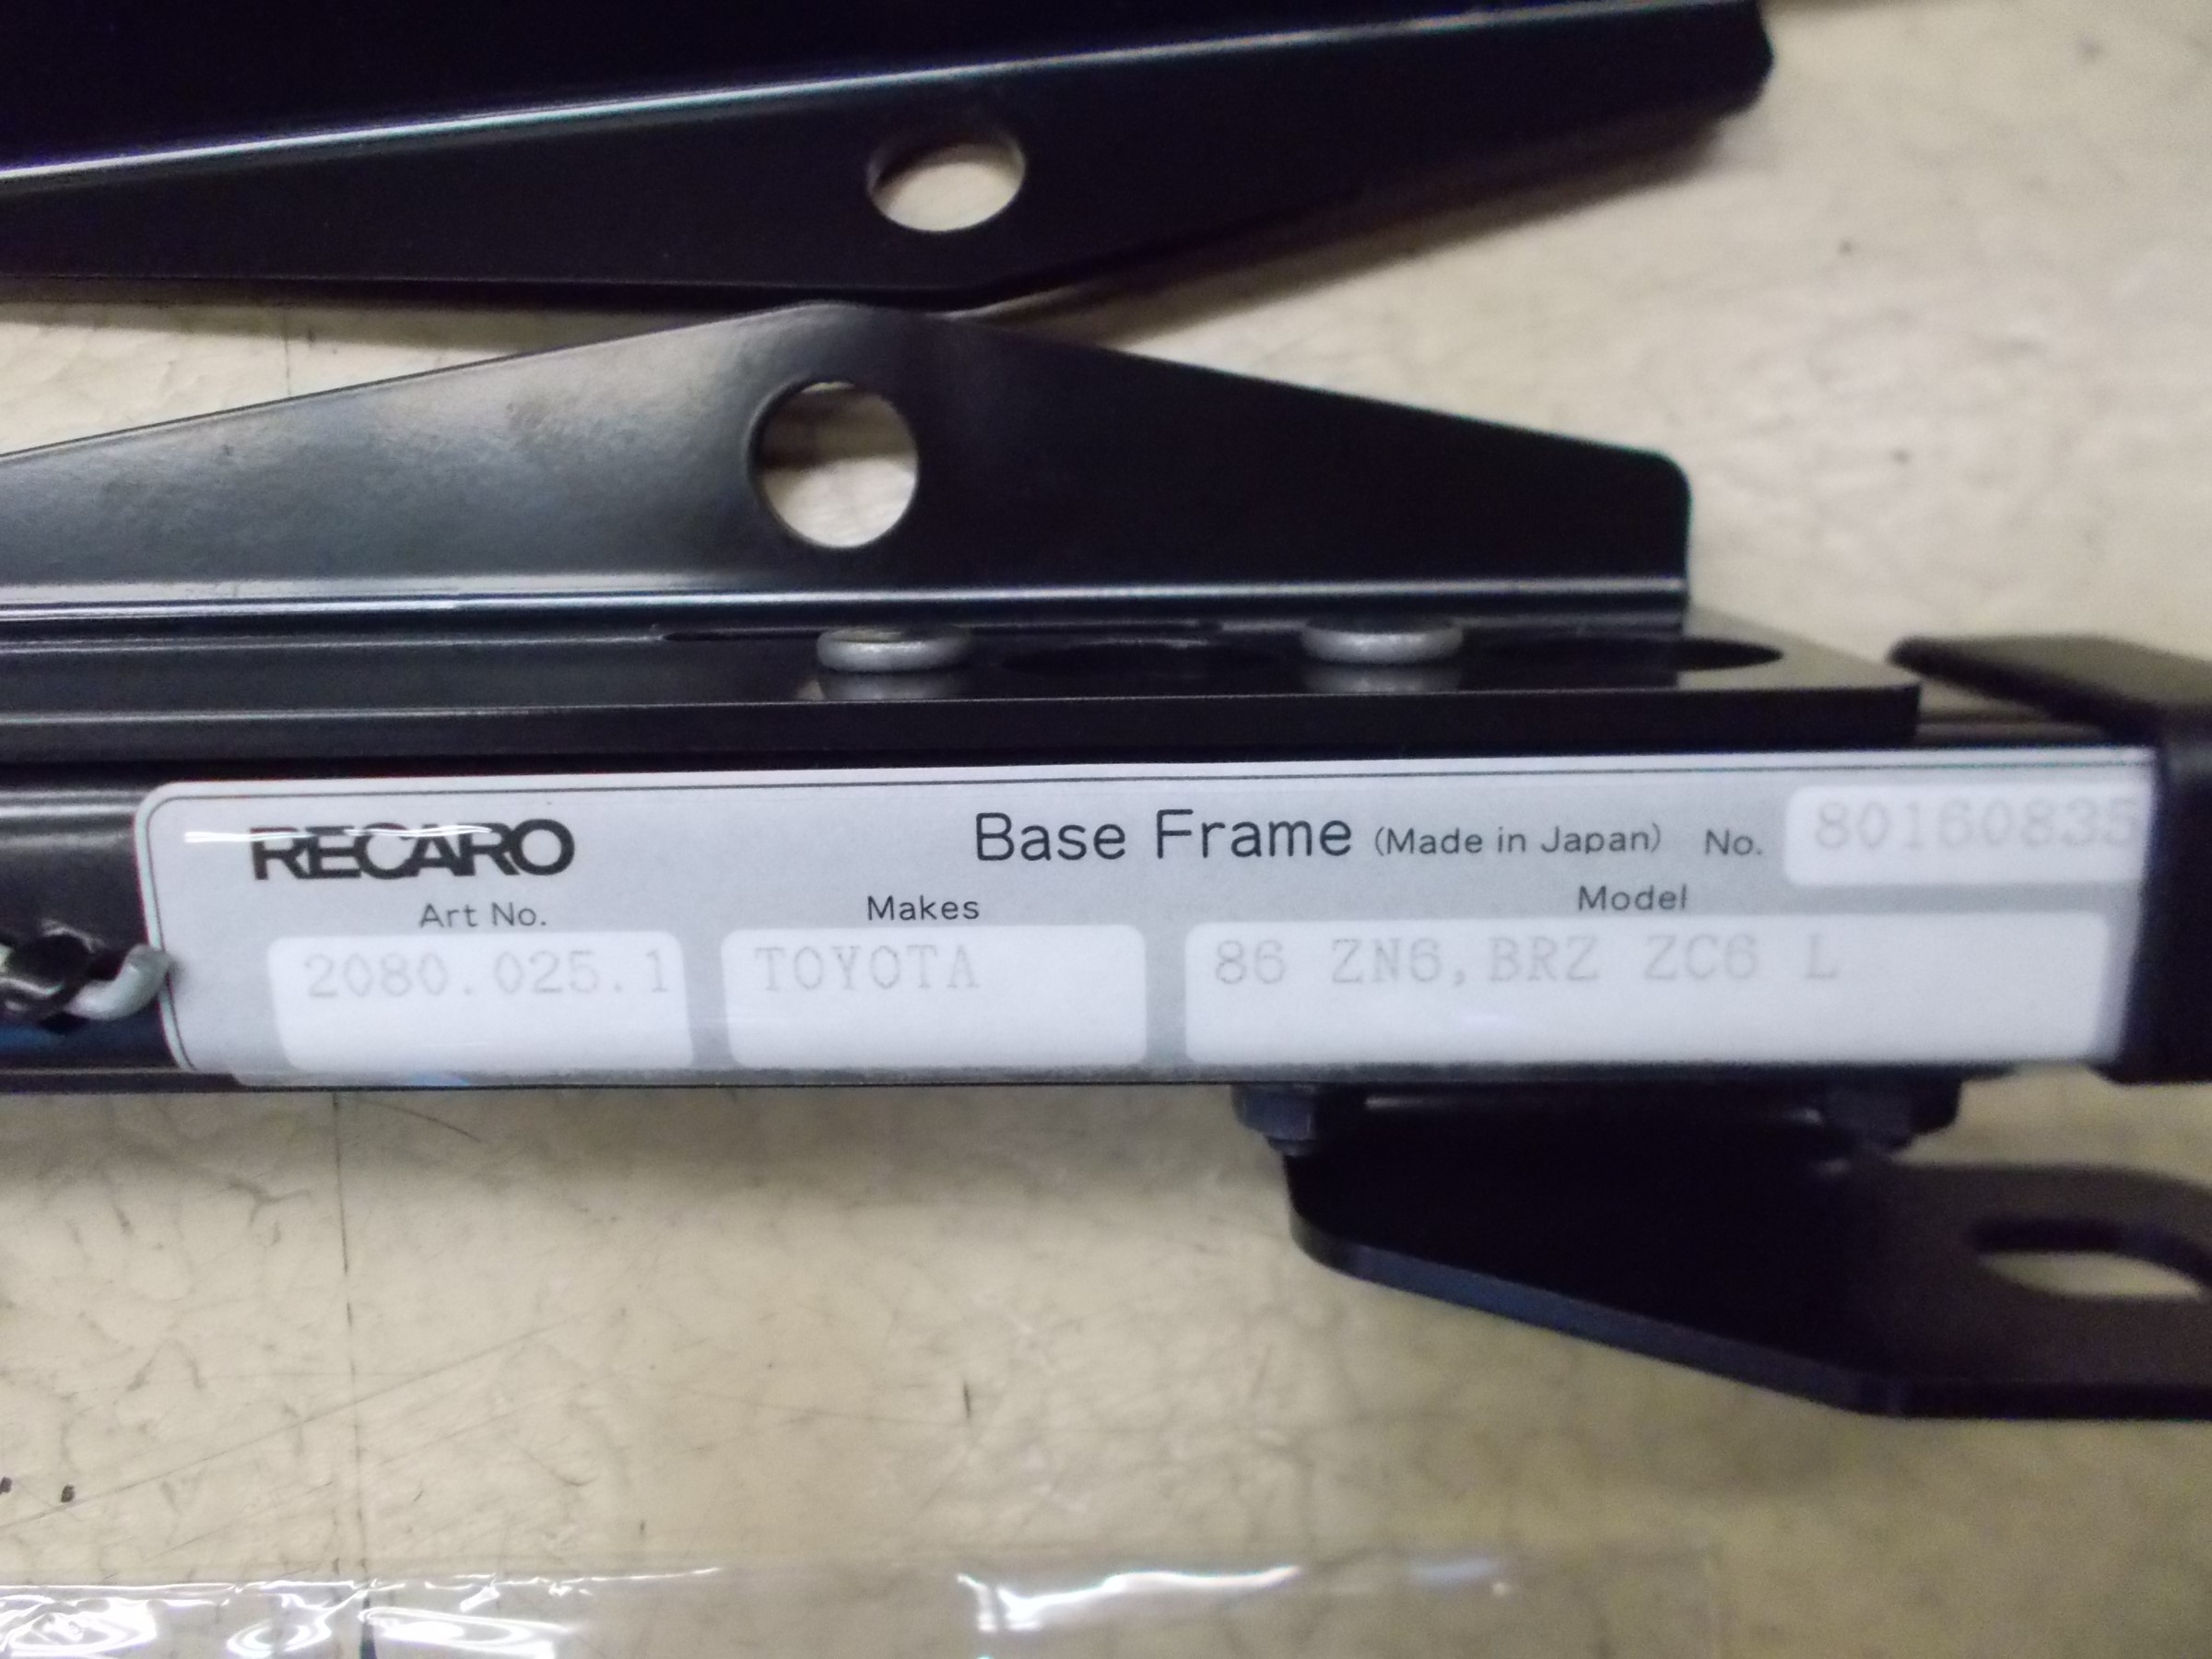 RECARO Base Frame (Made in Japan) No. 80160835
Art No. Makes Model
2080.025.1 TOYOTA 86 ZN6,BRZ ZC6 L